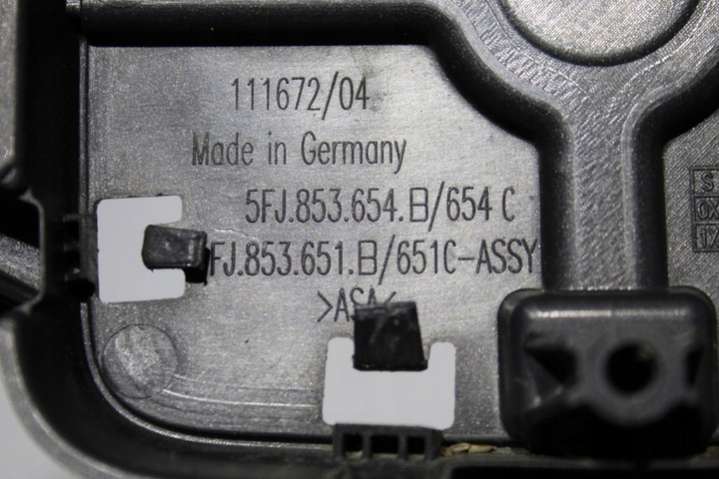 111672/04
Made in Germany
5FJ.853.654.B/654 C
FJ.853.651.B/651C-ASSY
>ASA<